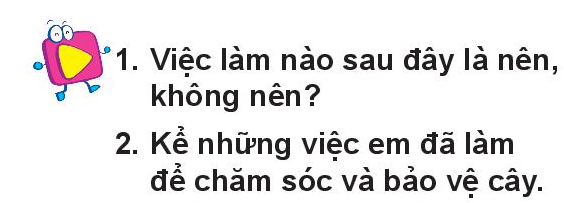 1. Việc làm nào sau đây là nên,
không nên?
2. Kể những việc em đã làm
để chăm sóc và bảo vệ cây.